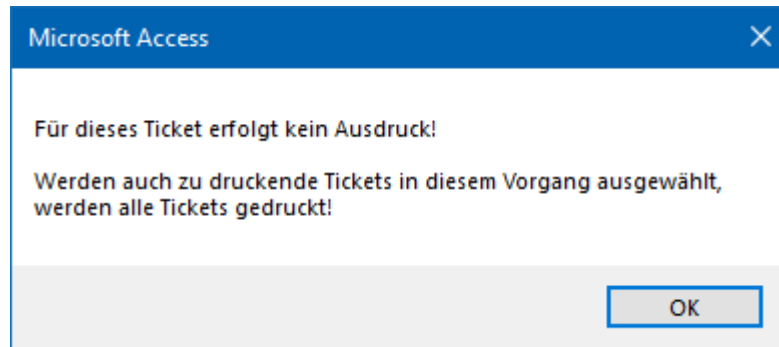 Microsoft Access
Für dieses Ticket erfolgt kein Ausdruck!
Werden auch zu druckende Tickets in diesem Vorgang ausgewählt,
werden alle Tickets gedruckt!
OK